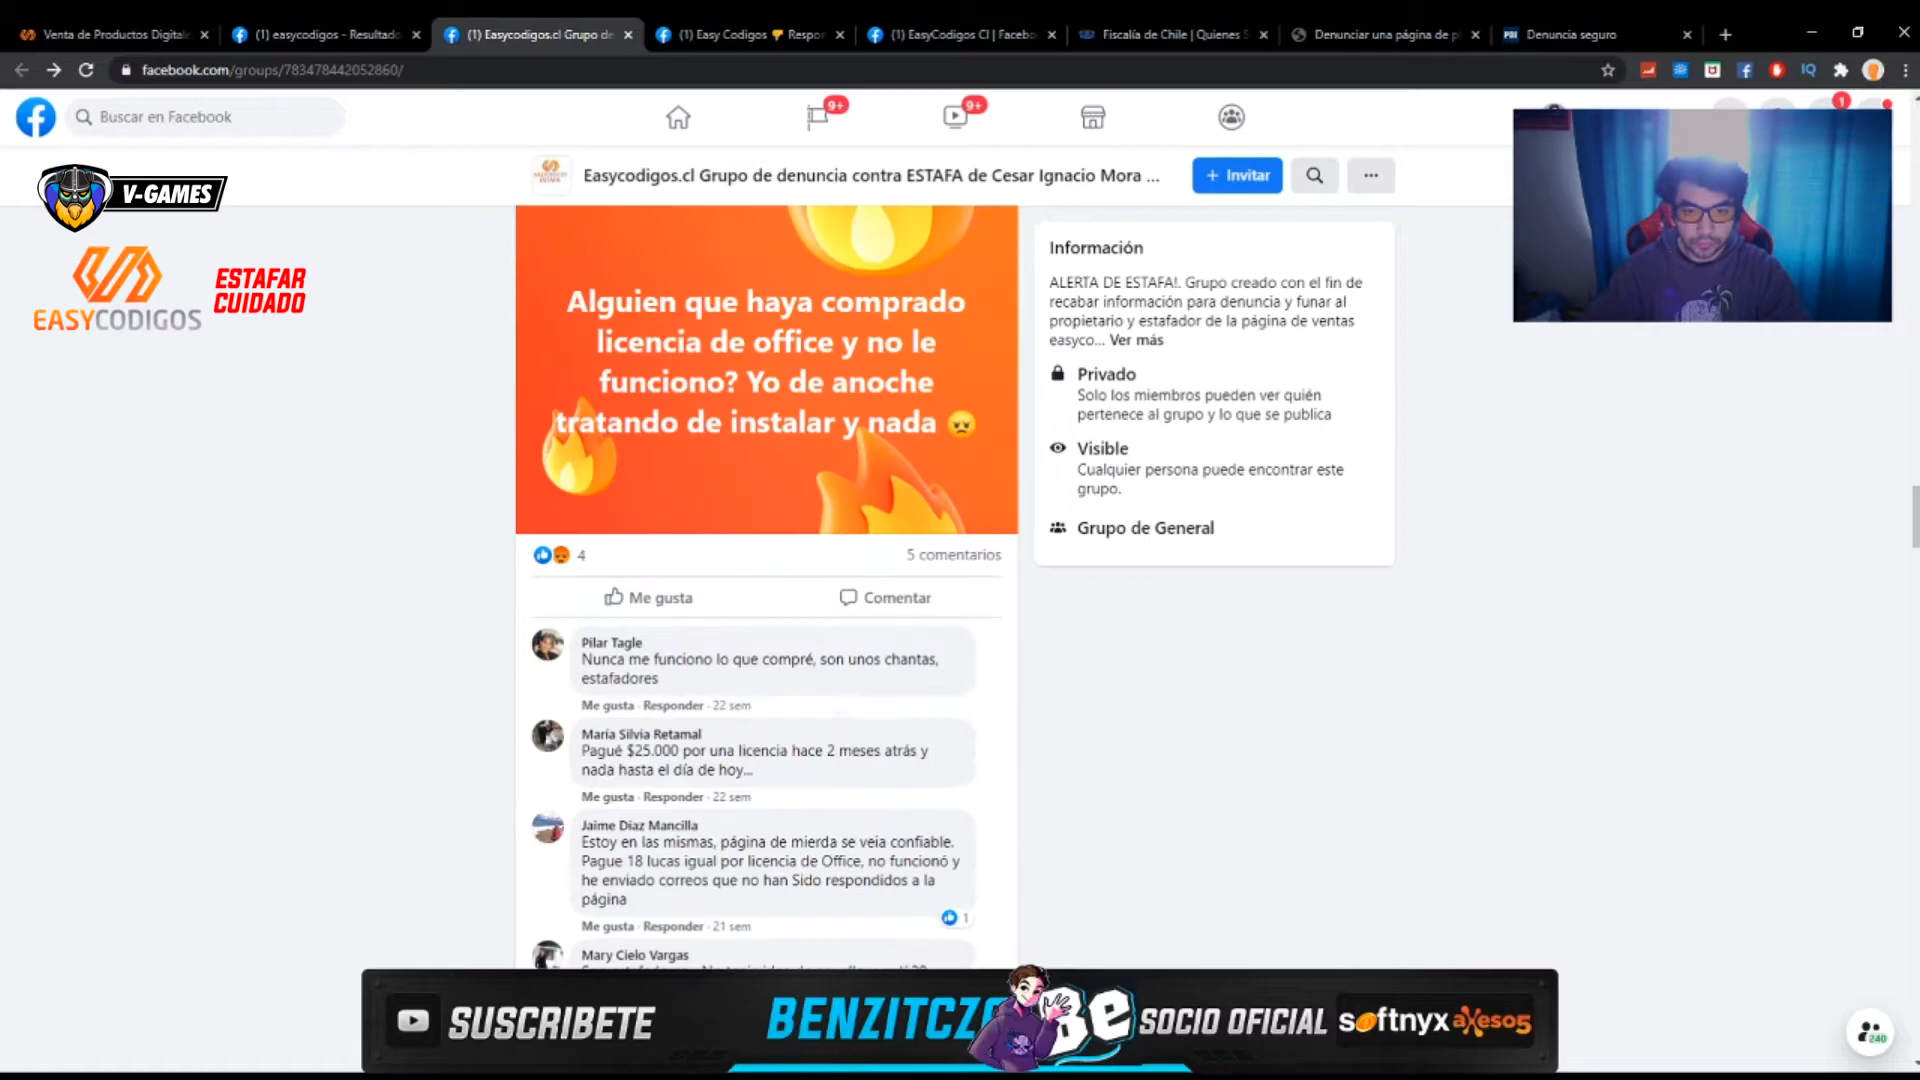 Venta de Productos Digitale
(1) easycodigos - Resultado
(1) Easycodigos.cl Grupo de
(1) Easy Codigos 👎 Respon
(1) EasyCodigos Cl | Facebo
Fiscalía de Chile | Quienes S
Denunciar una página de p
PDI
Denuncia seguro
facebook.com/groups/783478442052860/
IQ
Buscar en Facebook
9+
9+
1
Easycodigos.cl Grupo de denuncia contra ESTAFA de Cesar Ignacio Mora ...
+ Invitar
V-GAMES
EASYCODIGOS
ESTAFAR
CUIDADO
Alguien que haya comprado
licencia de office y no le
funciono? Yo de anoche
tratando de instalar y nada 😠
4
5 comentarios
Me gusta
Comentar
Pilar Tagle
Nunca me funciono lo que compré, son unos chantas,
estafadores
Me gusta · Responder · 22 sem
María Silvia Retamal
Pagué $25.000 por una licencia hace 2 meses atrás y
nada hasta el día de hoy...
Me gusta · Responder · 22 sem
Jaime Diaz Mancilla
Estoy en las mismas, página de mierda se veia confiable.
Pague 18 lucas igual por licencia de Office, no funcionó y
he enviado correos que no han Sido respondidos a la
página
1
Me gusta · Responder · 21 sem
Mary Cielo Vargas
Información
ALERTA DE ESTAFA!. Grupo creado con el fin de
recabar información para denuncia y funar al
propietario y estafador de la página de ventas
easyco... Ver más
Privado
Solo los miembros pueden ver quién
pertenece al grupo y lo que se publica
Visible
Cualquier persona puede encontrar este
grupo.
Grupo de General
SUSCRIBETE
BENZITCZO
Be
SOCIO OFICIAL
softnyx
axeso5
240